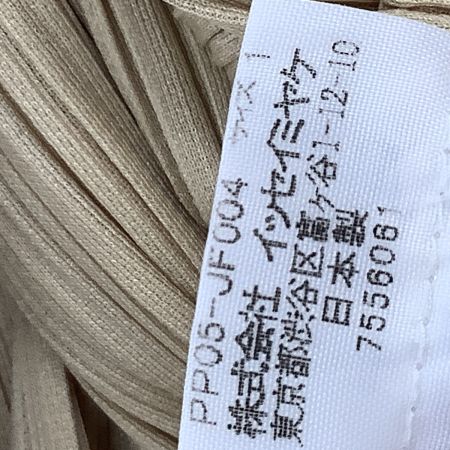 PP05-JF004 サイズ 1
株式会社 イッセイミヤケ
東京都渋谷区富ヶ谷1-12-10
日本製
7556061